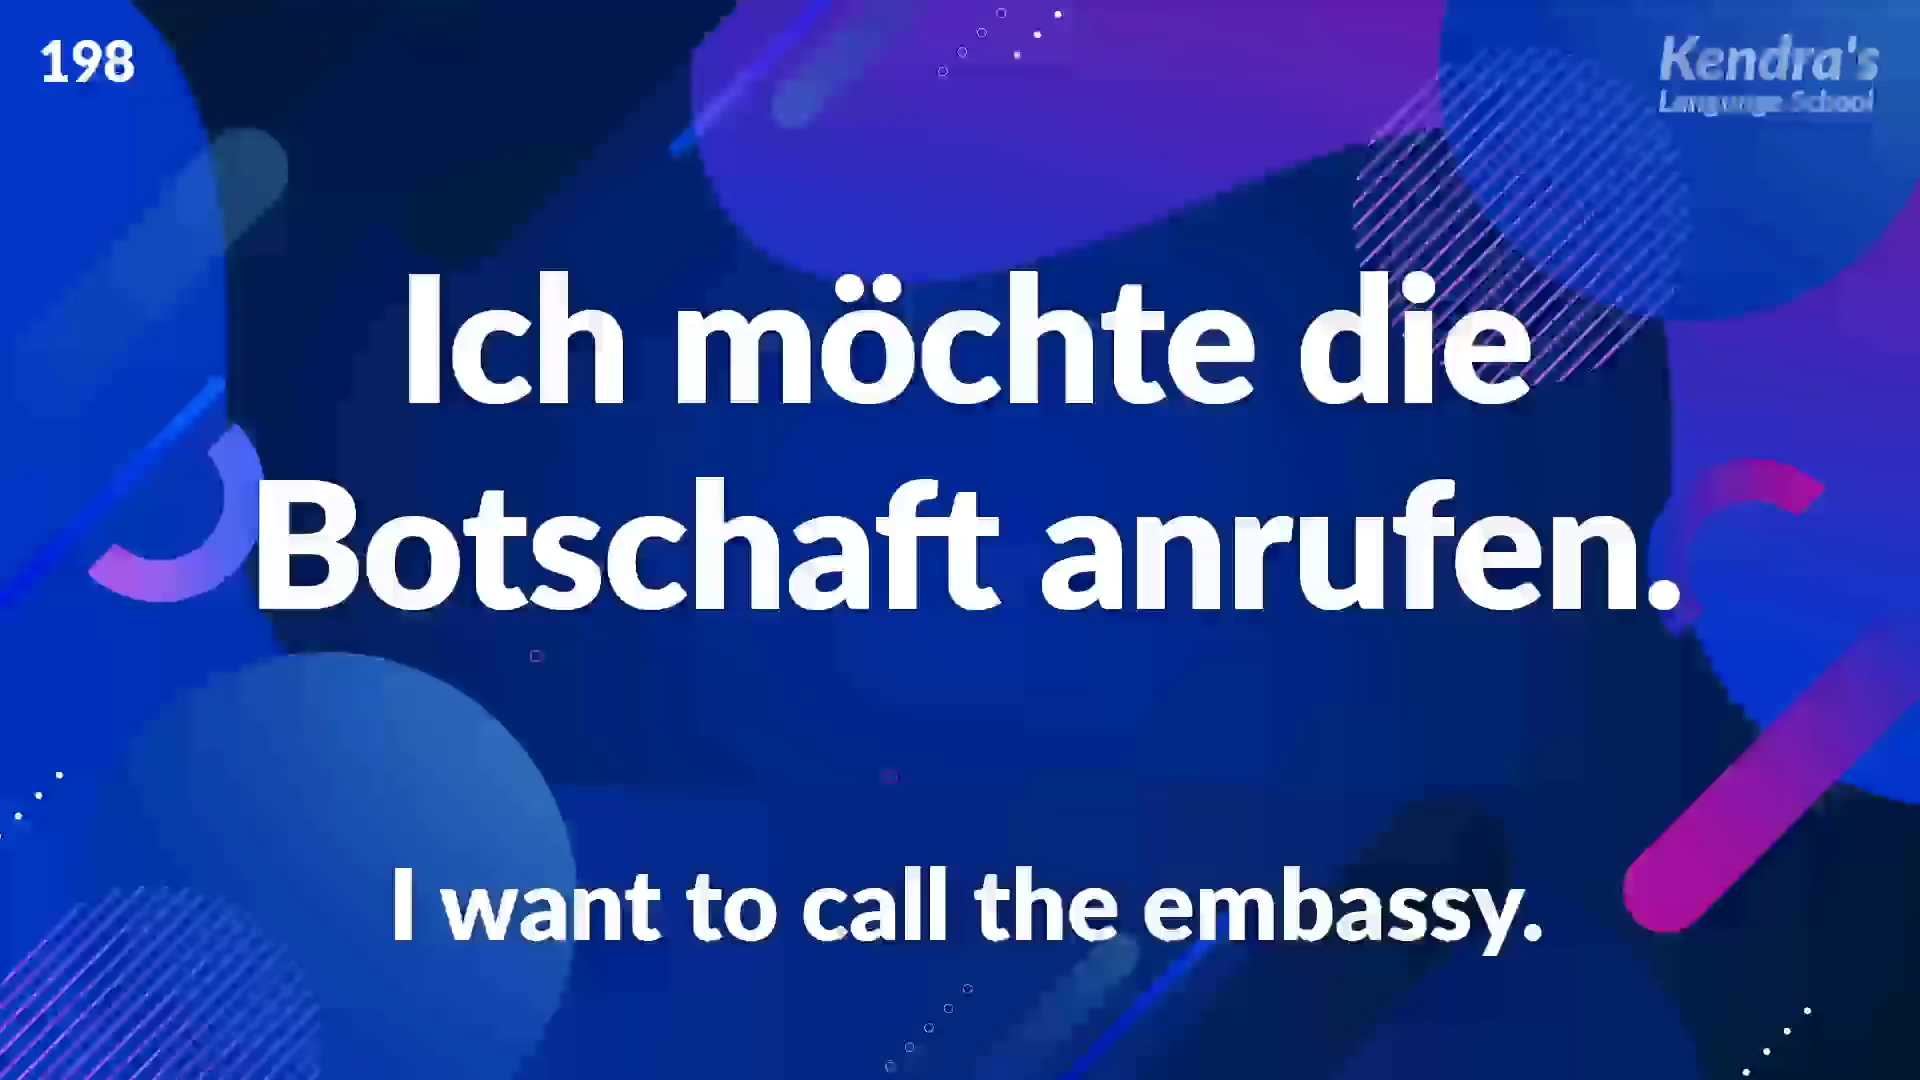 198
Kendra's
Language School
Ich möchte die
Botschaft anrufen.
I want to call the embassy.